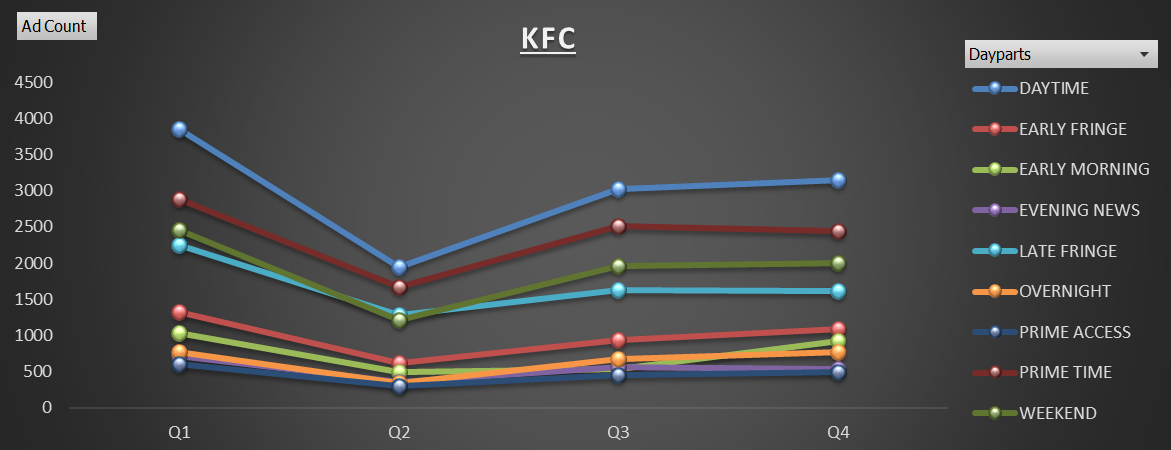 Ad Count
KFC
Dayparts
4500
4000
3500
3000
2500
2000
1500
1000
500
0
Q1 Q2 Q3 Q4
DAYTIME
EARLY FRINGE
EARLY MORNING
EVENING NEWS
LATE FRINGE
OVERNIGHT
PRIME ACCESS
PRIME TIME
WEEKEND